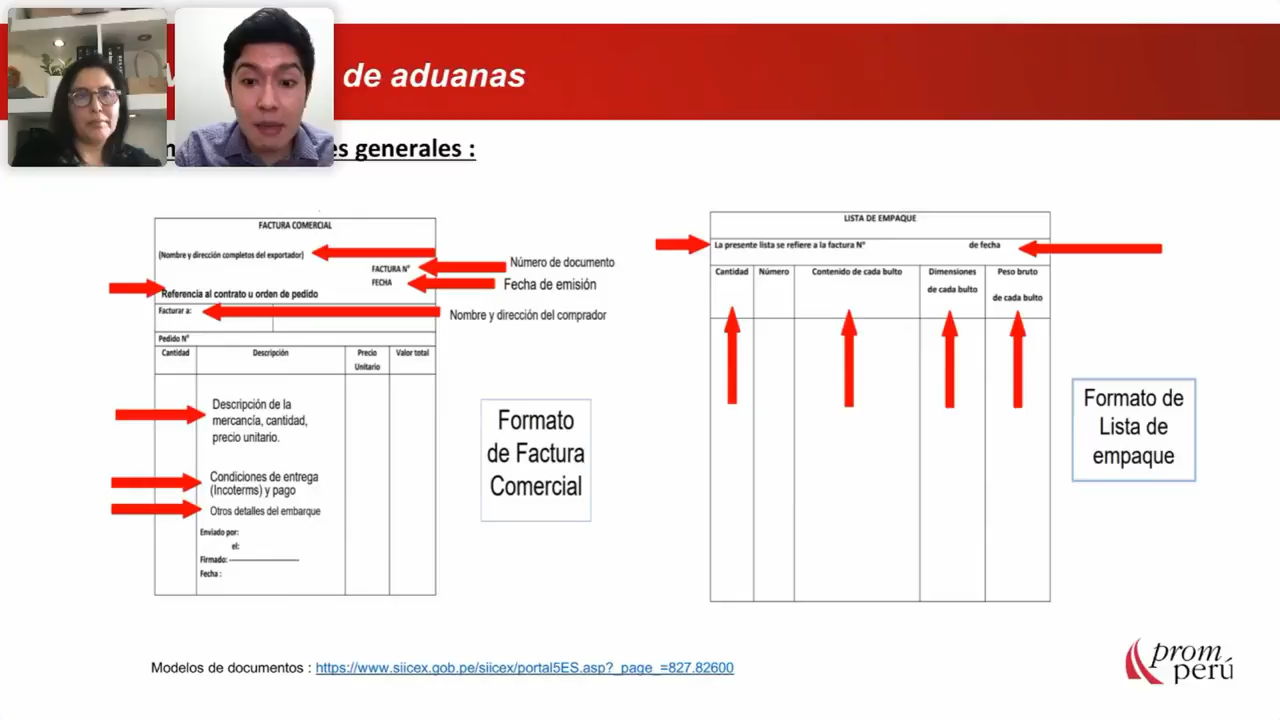 de aduanas
generales :
FACTURA COMERCIAL
(Nombre y dirección completos del exportador)
FACTURA N°
Número de documento
FECHA
Fecha de emisión
Referencia al contrato u orden de pedido
Facturar a:
Nombre y dirección del comprador
Pedido N°
Cantidad
Descripción
Precio
Unitario
Valor total
Descripción de la
mercancía, cantidad,
precio unitario.
Condiciones de entrega
(Incoterms) y pago
Otros detalles del embarque
Enviado por:
el:
Firmado: ------------------------
Fecha :
Formato
de Factura
Comercial
LISTA DE EMPAQUE
La presente lista se refiere a la factura N°
de fecha
Cantidad
Número
Contenido de cada bulto
Dimensiones
de cada bulto
Peso bruto
de cada bulto
Formato de
Lista de
empaque
Modelos de documentos : https://www.siicex.gob.pe/siicex/portal5ES.asp?_page_=827.82600
prom
perú